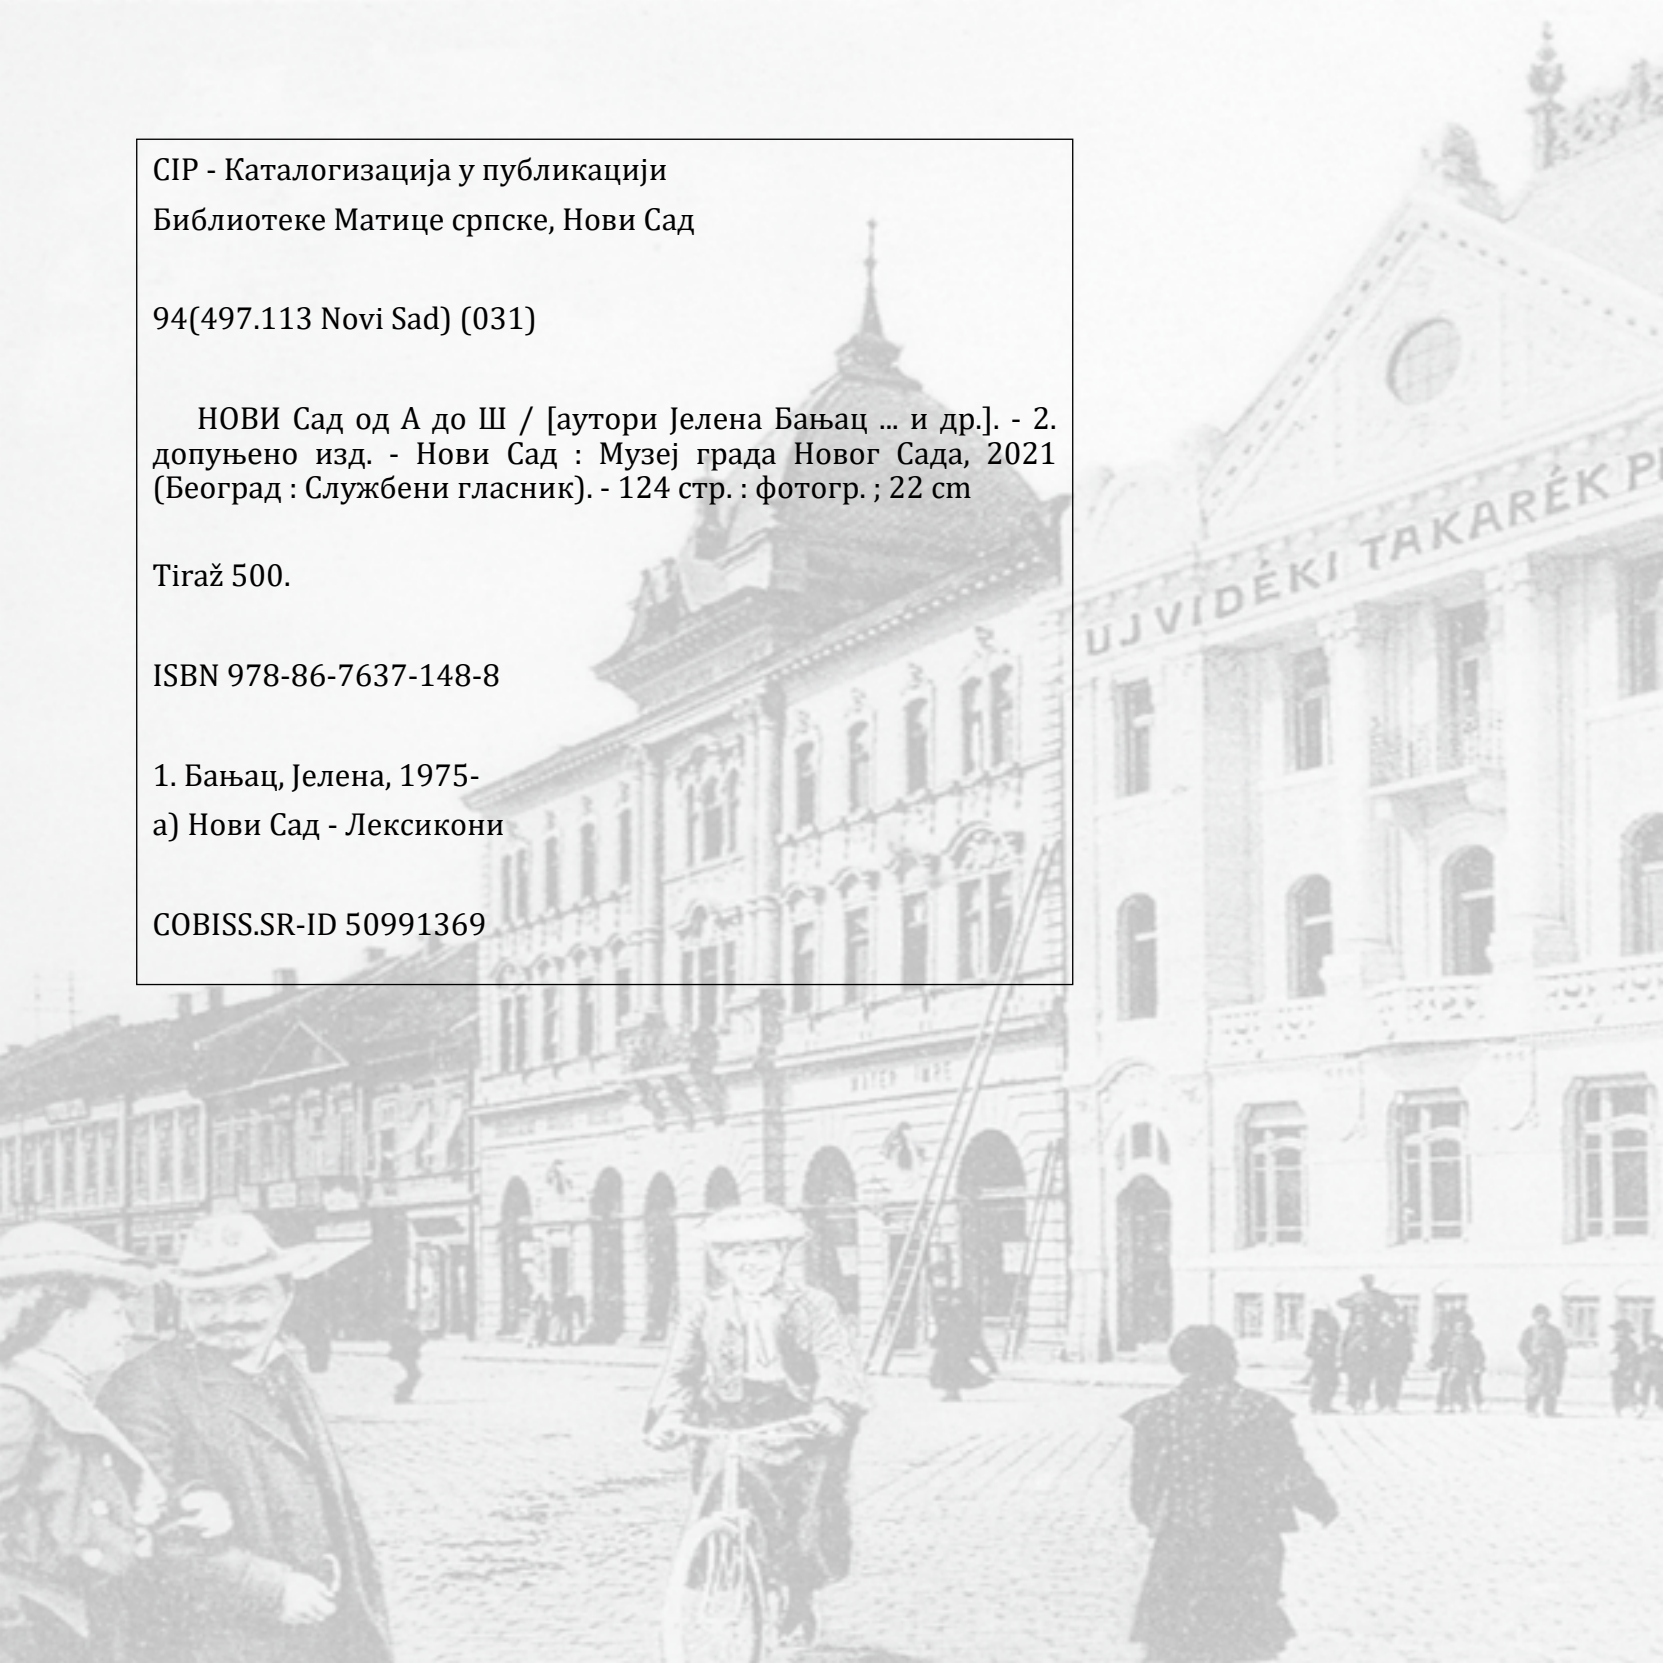 CIP - Каталогизација у публикацији
Библиотеке Матице српске, Нови Сад
94(497.113 Novi Sad) (031)
НОВИ Сад од А до Ш / [аутори Јелена Бањац ... и др.]. - 2.
допуњено изд. - Нови Сад : Музеј града Новог Сада, 2021
(Београд : Службени гласник). - 124 стр. : фотогр. ; 22 cm
Tiraž 500.
ISBN 978-86-7637-148-8
1. Бањац, Јелена, 1975-
а) Нови Сад - Лексикони
COBISS.SR-ID 50991369
UJVIDÉKI TAKARÉK